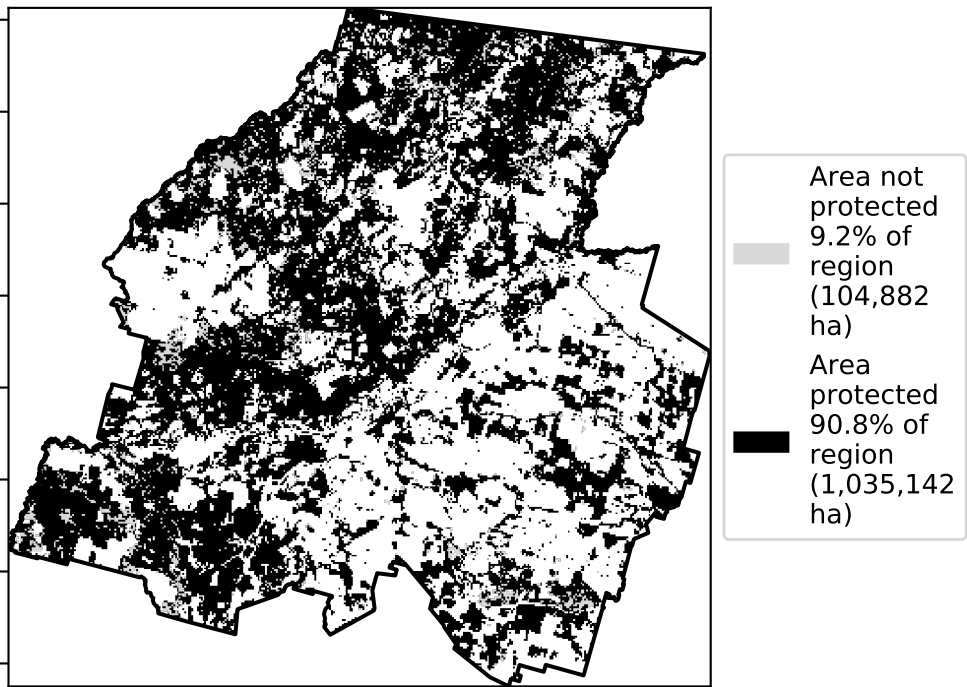 Area not
protected
9.2% of
region
(104,882
ha)
Area
protected
90.8% of
region
(1,035,142
ha)